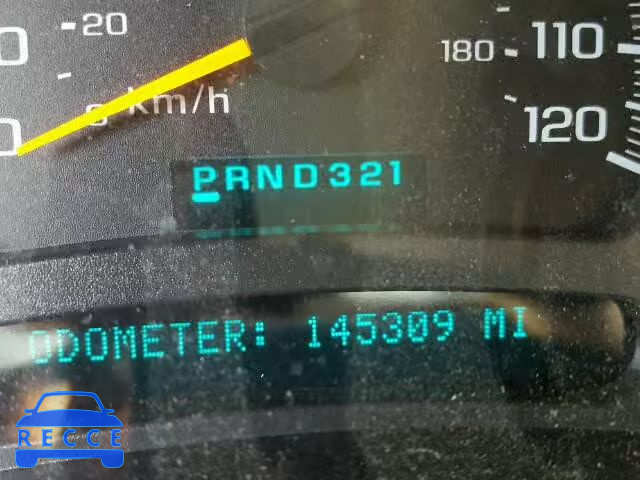 20
180
110
km/h
120
PRND321
ODOMETER: 145309 MI
RECCE